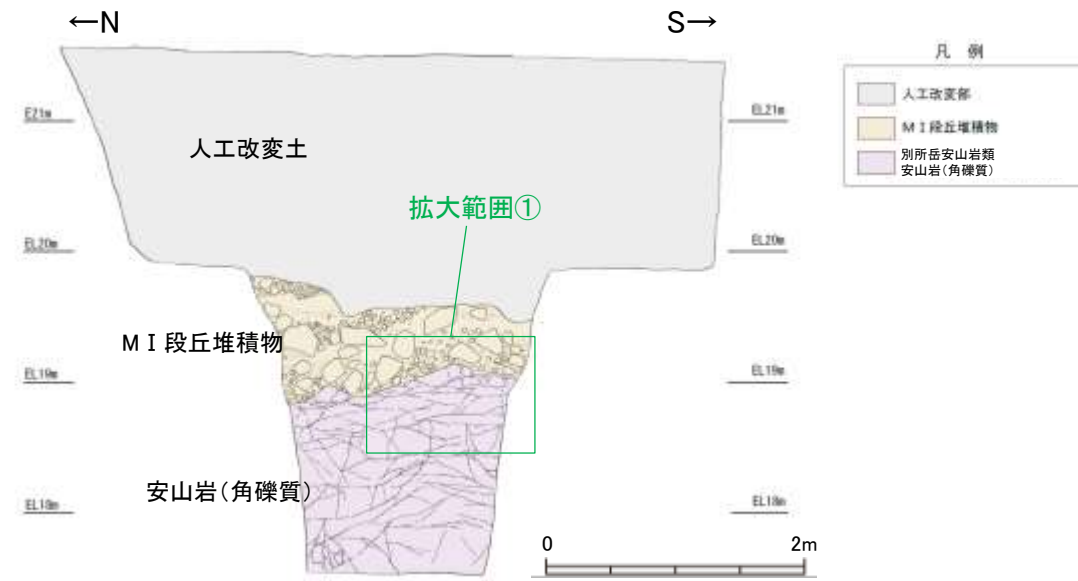 ←N
S→
凡 例
人工改変部
MⅠ段丘堆積物
別所岳安山岩類
安山岩(角礫質)
E21m
EL21m
人工改変土
拡大範囲①
EL20m
EL20m
MⅠ段丘堆積物
EL19m
EL19m
安山岩(角礫質)
EL18m
EL18m
0
2m